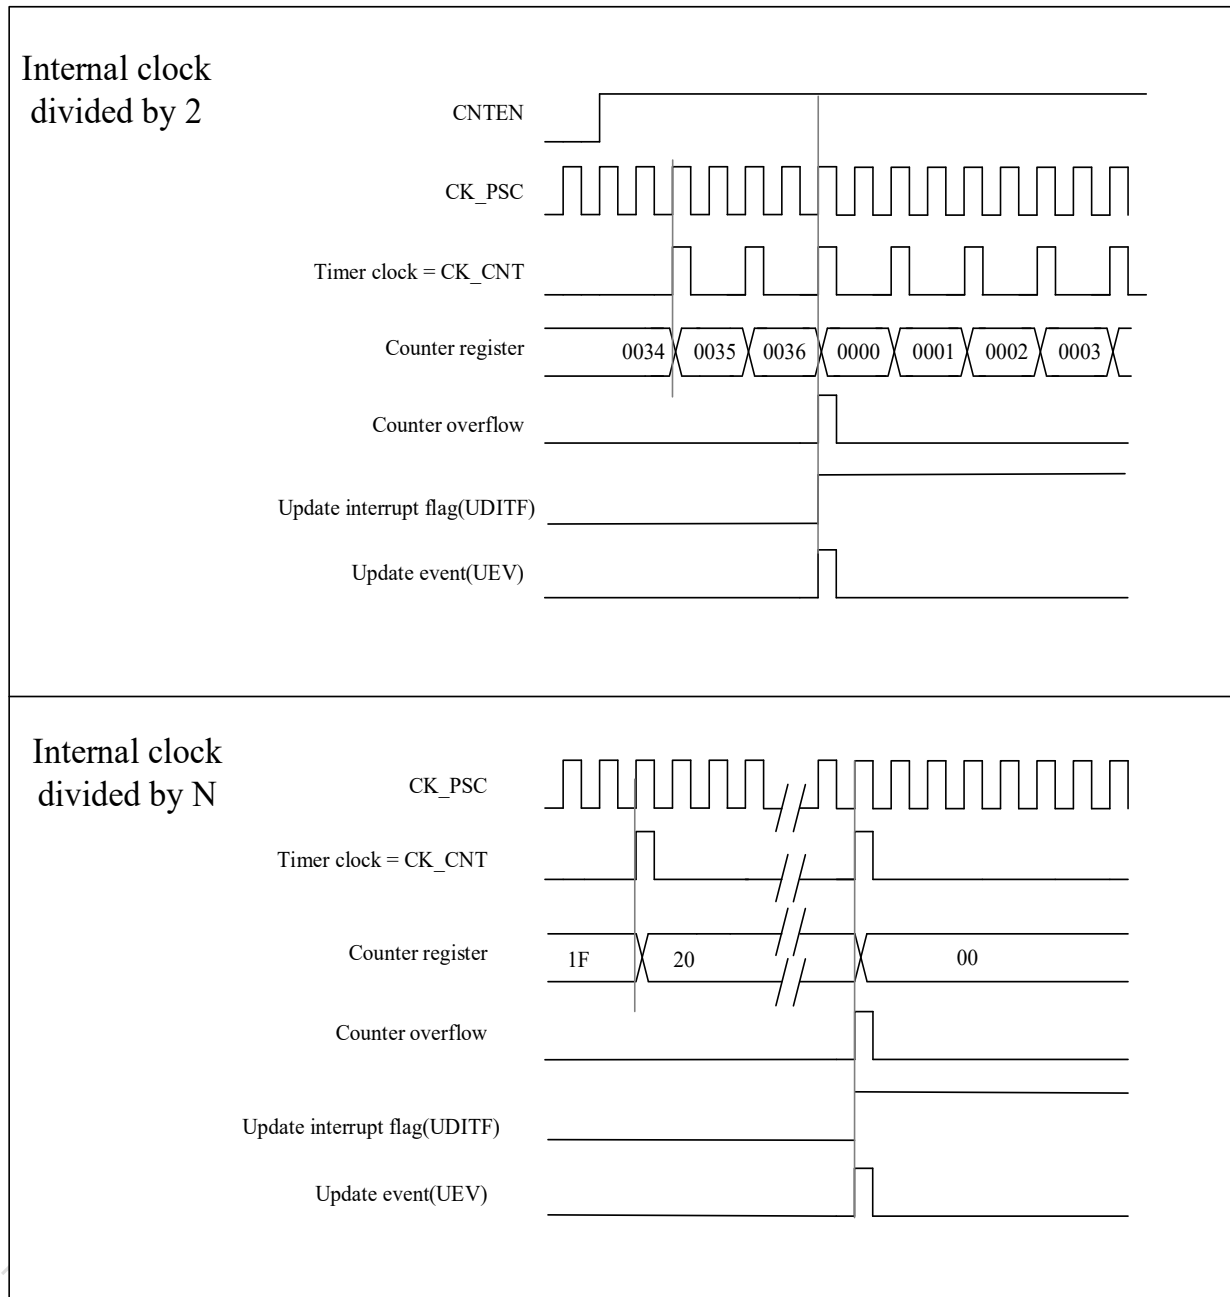 Internal clock
divided by 2
CNTEN
CK_PSC
Timer clock = CK_CNT
Counter register
0034 0035 0036 0000 0001 0002 0003
Counter overflow
Update interrupt flag(UDITF)
Update event(UEV)
Internal clock
divided by N
CK_PSC
Timer clock = CK_CNT
Counter register
1F 20 00
Counter overflow
Update interrupt flag(UDITF)
Update event(UEV)